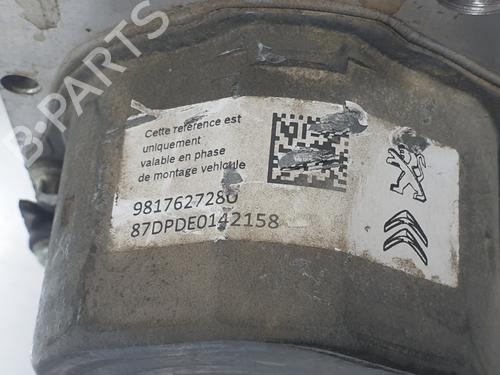 B-PARTS
Cette reference est
uniquement
valable en phase
de montage vehicule
9817627280
87DPDE0142158